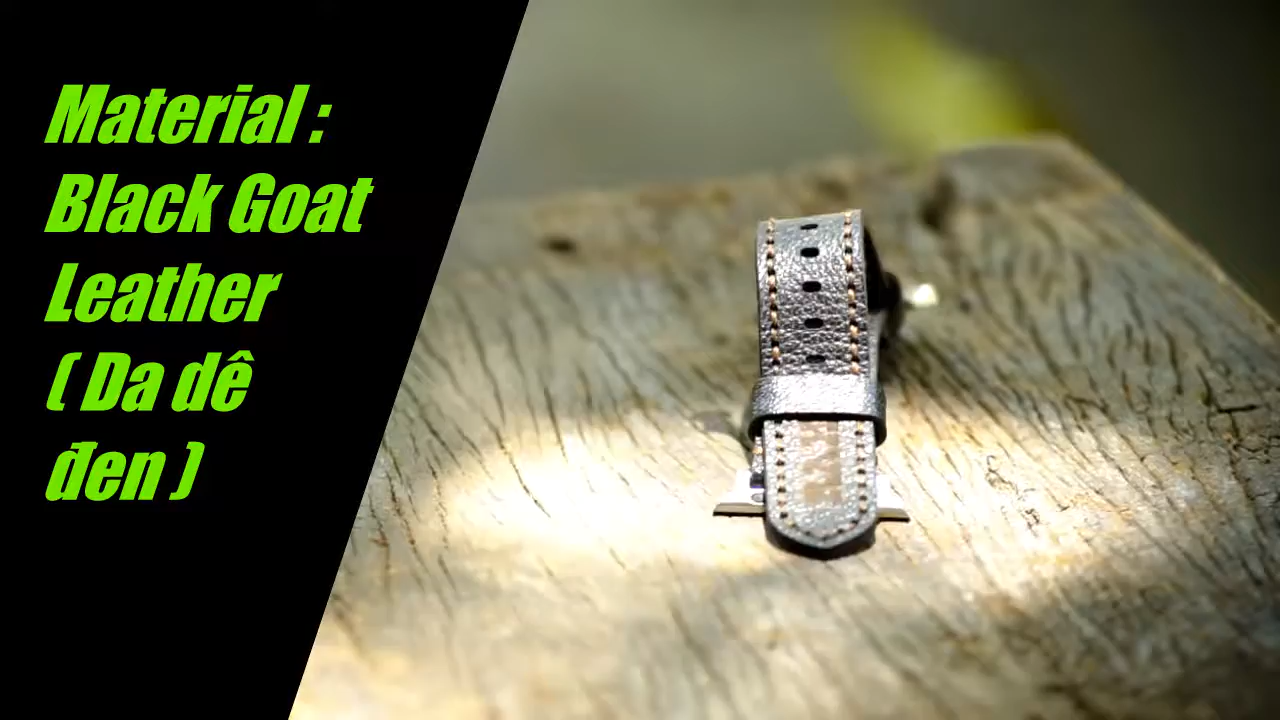 Material :
Black Goat
Leather
( Da dê
đen )